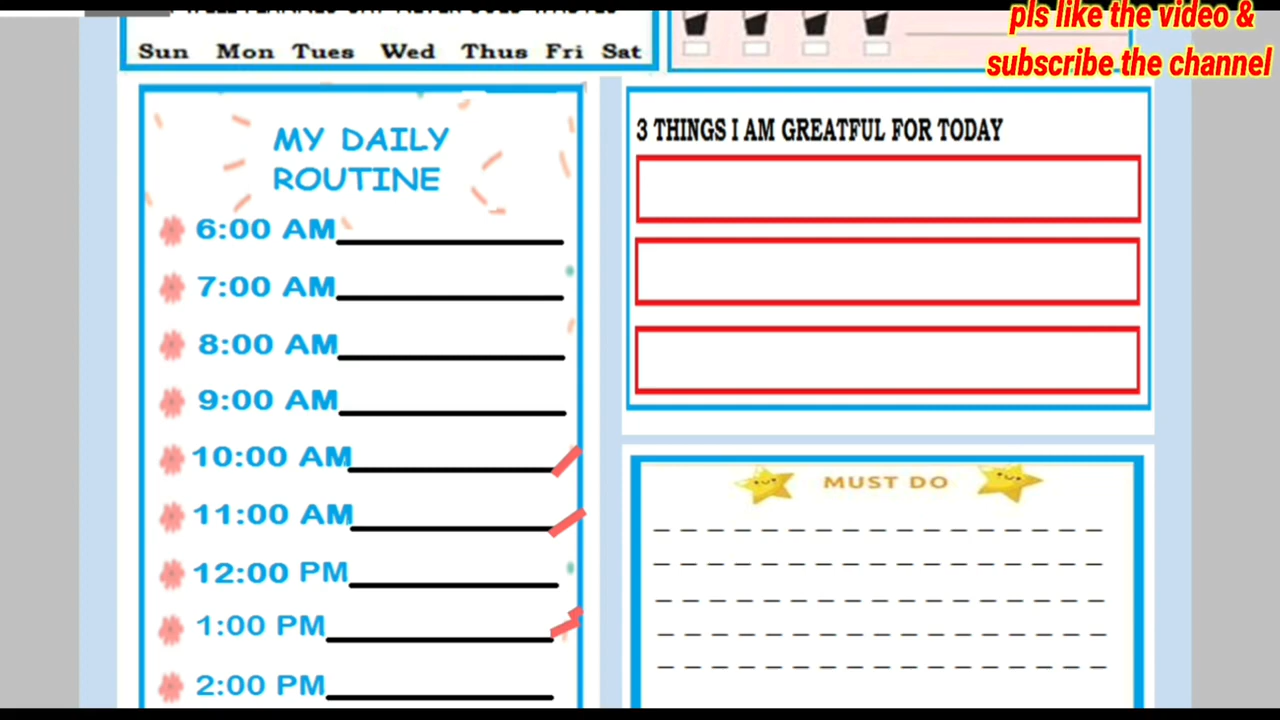 pls like the video &
subscribe the channel
Sun Mon Tues Wed Thus Fri Sat
MY DAILY
ROUTINE
6:00 AM
7:00 AM
8:00 AM
9:00 AM
10:00 AM
11:00 AM
12:00 PM
1:00 PM
2:00 PM
3 THINGS I AM GREATFUL FOR TODAY
MUST DO